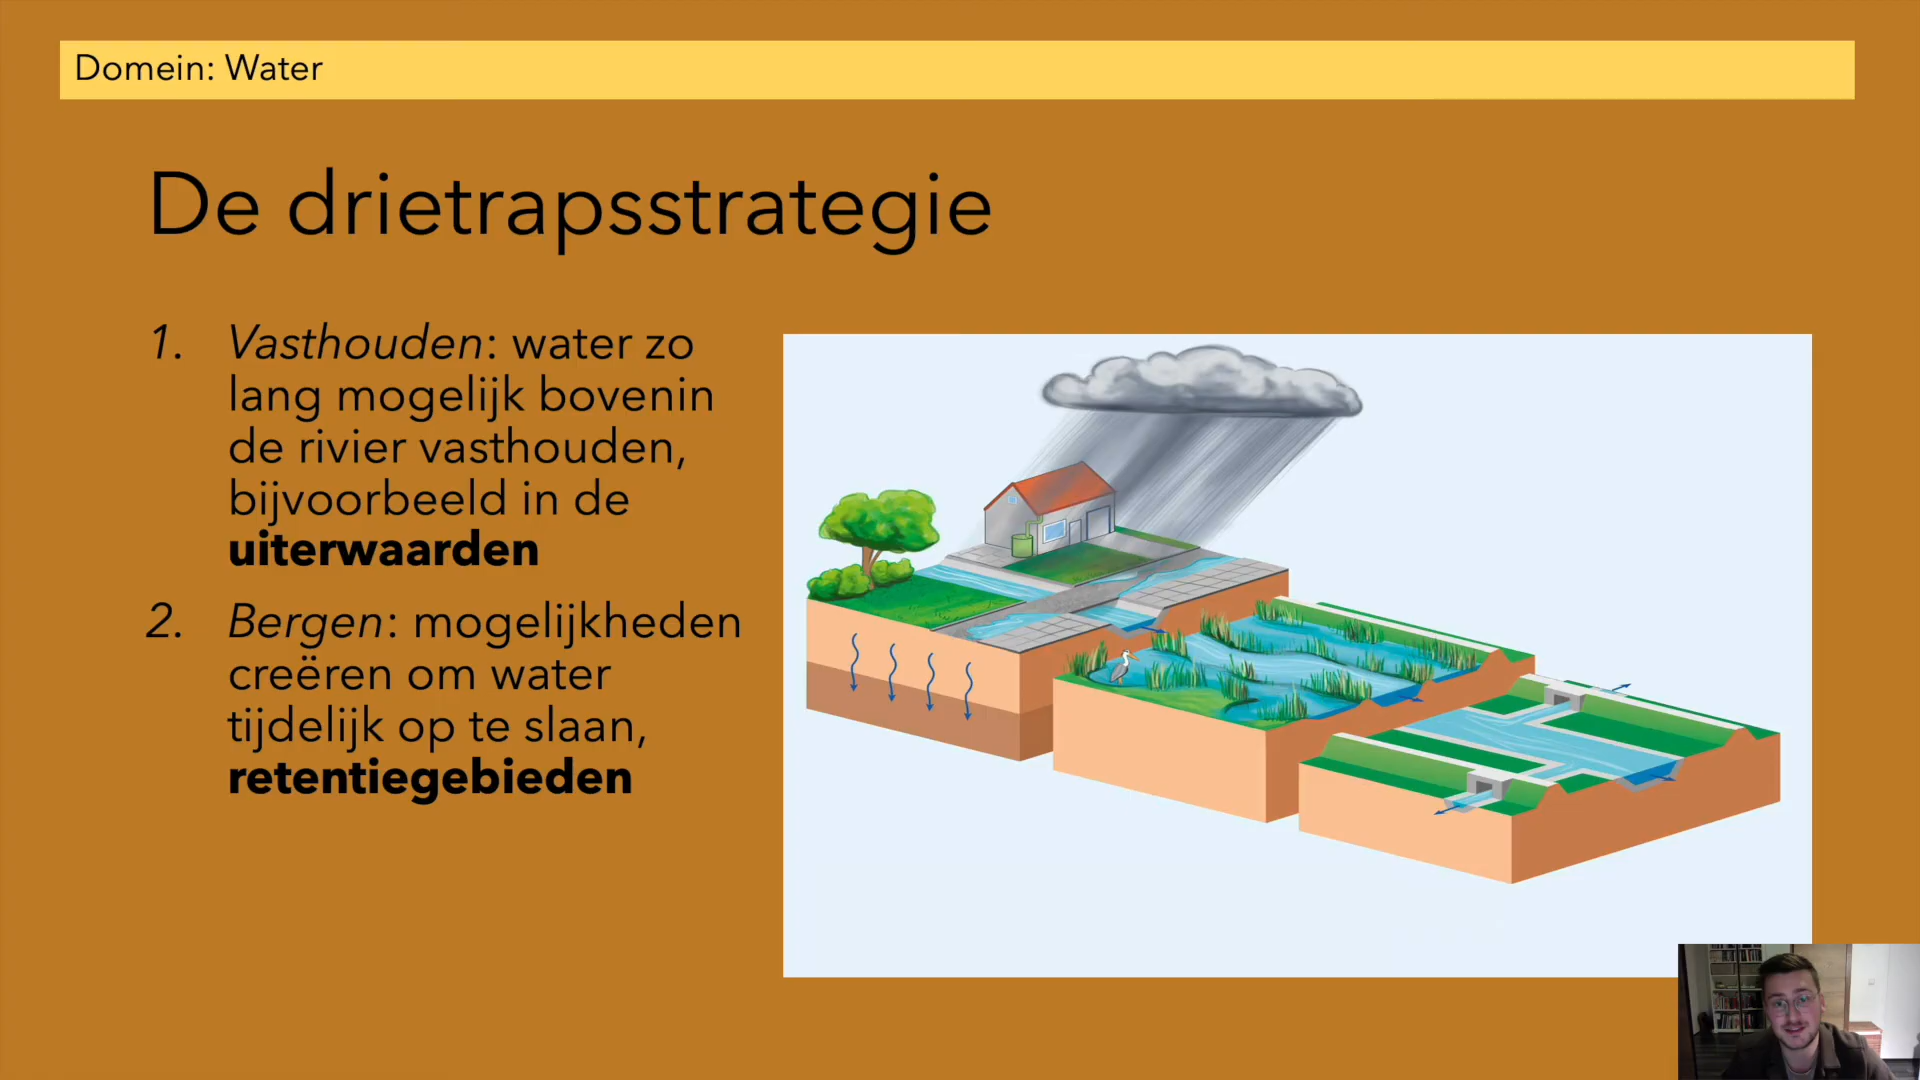 Domein: Water
De drietrapsstrategie
1. Vasthouden: water zo
lang mogelijk bovenin
de rivier vasthouden,
bijvoorbeeld in de
uiterwaarden
2. Bergen: mogelijkheden
creëren om water
tijdelijk op te slaan,
retentiegebieden